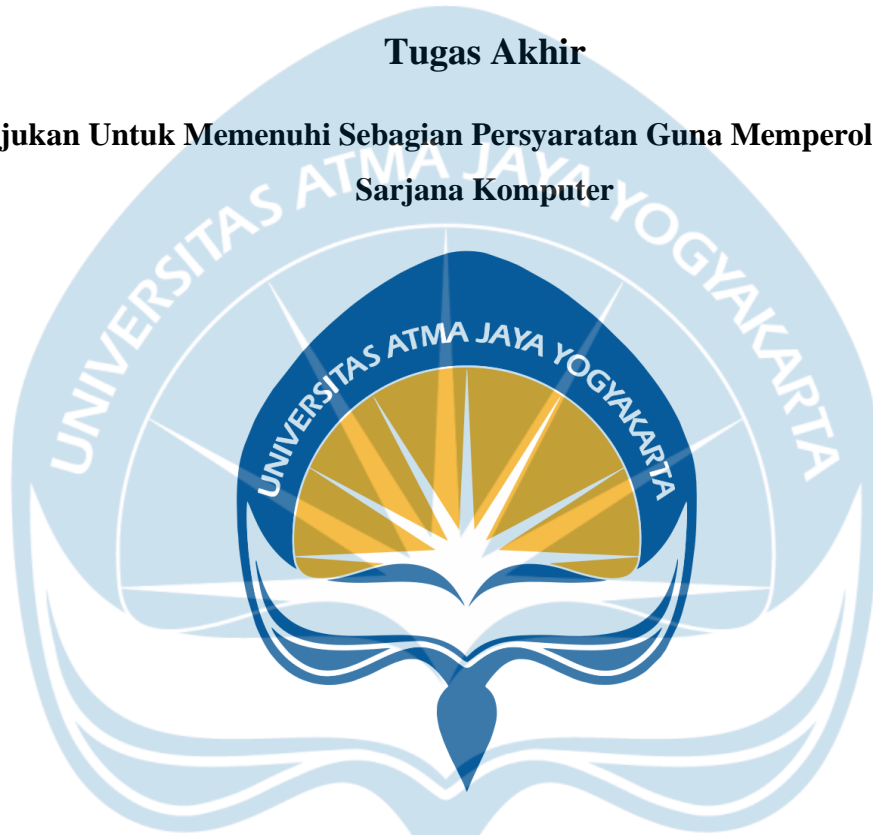 Tugas Akhir
jukan Untuk Memenuhi Sebagian Persyaratan Guna Memperol
Sarjana Komputer
UNIVERSITAS ATMA JAYA YOGYAKARTA
UNIVERSITAS ATMA JAYA YOGYAKARTA